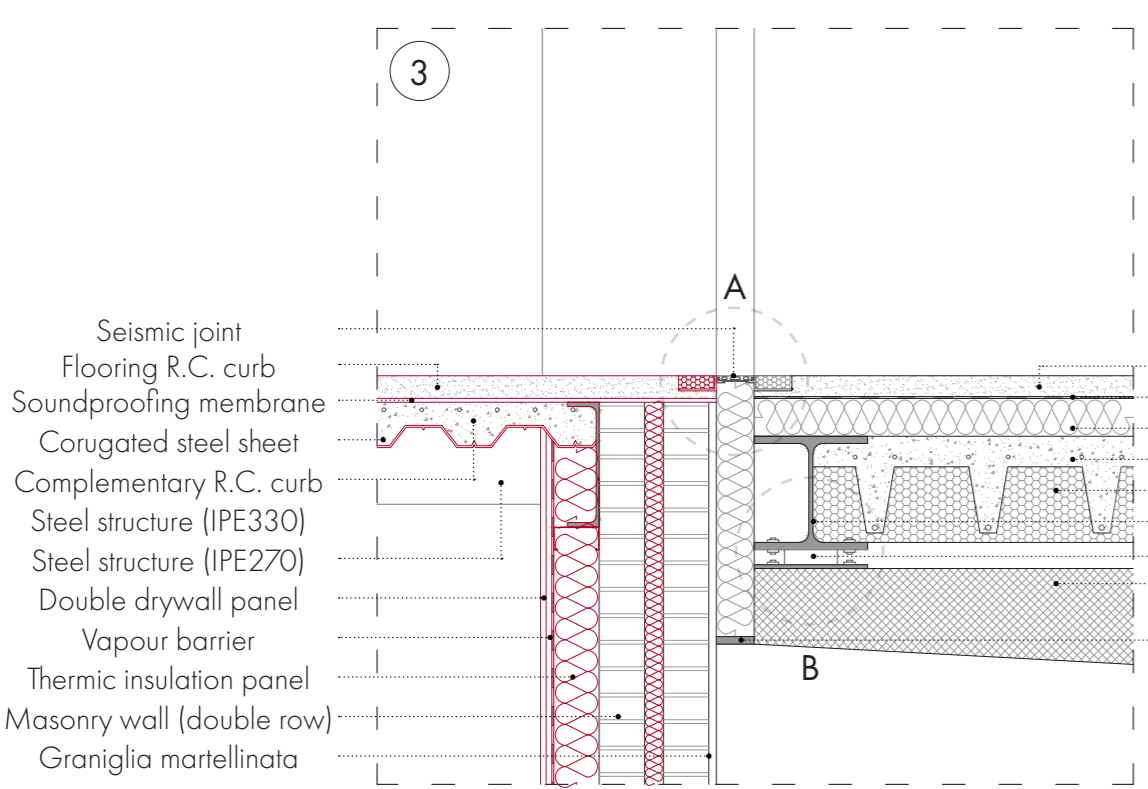 3
A
Seismic joint
Flooring R.C. curb
Soundproofing membrane
Corugated steel sheet
Complementary R.C. curb
Steel structure (IPE330)
Steel structure (IPE270)
Double drywall panel
Vapour barrier
B
Thermic insulation panel
Masonry wall (double row)
Graniglia martellinata